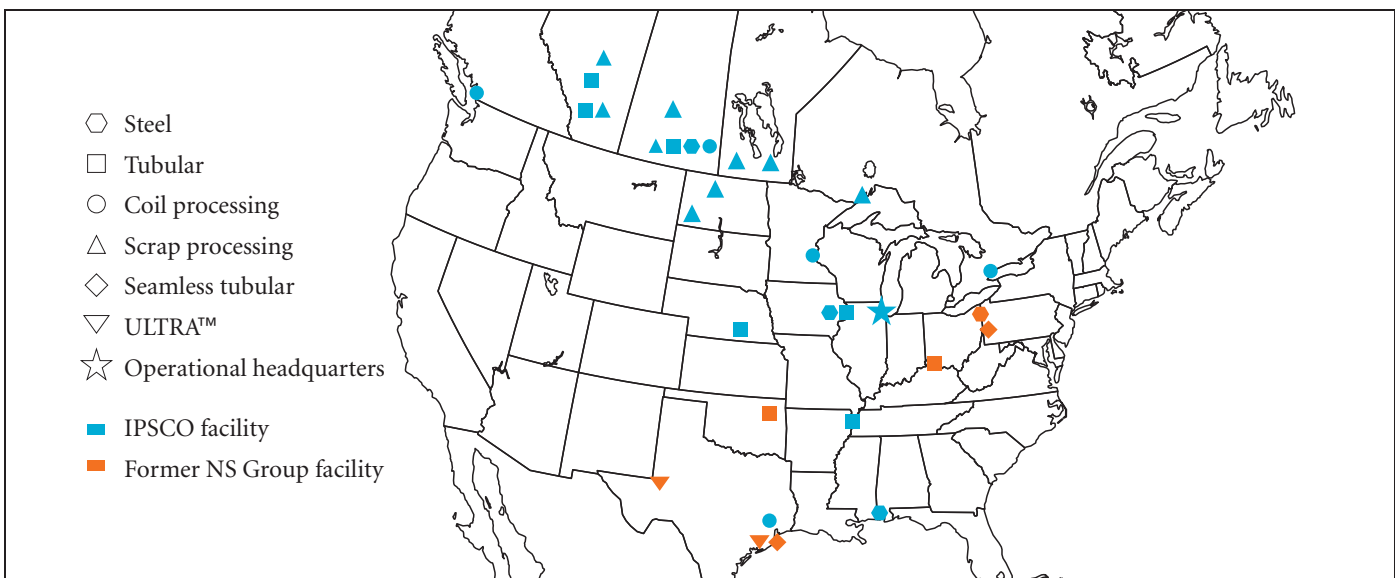 Steel
Tubular
Coil processing
Scrap processing
Seamless tubular
ULTRA™
Operational headquarters
IPSCO facility
Former NS Group facility